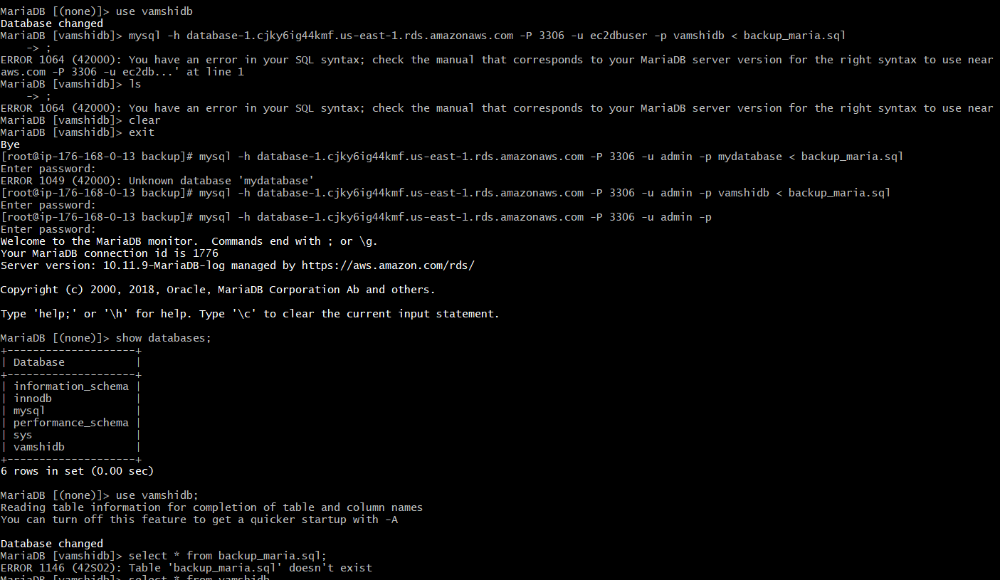 MariaDB [(none)]> use vamshidb
Database changed
MariaDB [vamshidb]> mysql -h database-1.cjky6ig44kmf.us-east-1.rds.amazonaws.com -P 3306 -u ec2dbuser -p vamshidb < backup_maria.sql
    -> ;
ERROR 1064 (42000): You have an error in your SQL syntax; check the manual that corresponds to your MariaDB server version for the right syntax to use near
aws.com -P 3306 -u ec2db...' at line 1
MariaDB [vamshidb]> ls
    -> ;
ERROR 1064 (42000): You have an error in your SQL syntax; check the manual that corresponds to your MariaDB server version for the right syntax to use near
MariaDB [vamshidb]> clear
MariaDB [vamshidb]> exit
Bye
[root@ip-176-168-0-13 backup]# mysql -h database-1.cjky6ig44kmf.us-east-1.rds.amazonaws.com -P 3306 -u admin -p mydatabase < backup_maria.sql
Enter password:
ERROR 1049 (42000): Unknown database 'mydatabase'
[root@ip-176-168-0-13 backup]# mysql -h database-1.cjky6ig44kmf.us-east-1.rds.amazonaws.com -P 3306 -u admin -p vamshidb < backup_maria.sql
Enter password:
[root@ip-176-168-0-13 backup]# mysql -h database-1.cjky6ig44kmf.us-east-1.rds.amazonaws.com -P 3306 -u admin -p
Enter password:
Welcome to the MariaDB monitor.  Commands end with ; or \g.
Your MariaDB connection id is 1776
Server version: 10.11.9-MariaDB-log managed by https://aws.amazon.com/rds/

Copyright (c) 2000, 2018, Oracle, MariaDB Corporation Ab and others.

Type 'help;' or '\h' for help. Type '\c' to clear the current input statement.

MariaDB [(none)]> show databases;
+--------------------+
| Database           |
+--------------------+
| information_schema |
| innodb             |
| mysql              |
| performance_schema |
| sys                |
| vamshidb           |
+--------------------+
6 rows in set (0.00 sec)

MariaDB [(none)]> use vamshidb;
Reading table information for completion of table and column names
You can turn off this feature to get a quicker startup with -A

Database changed
MariaDB [vamshidb]> select * from backup_maria.sql;
ERROR 1146 (42S02): Table 'backup_maria.sql' doesn't exist
MariaDB [vamshidb]> select * from vamshidb